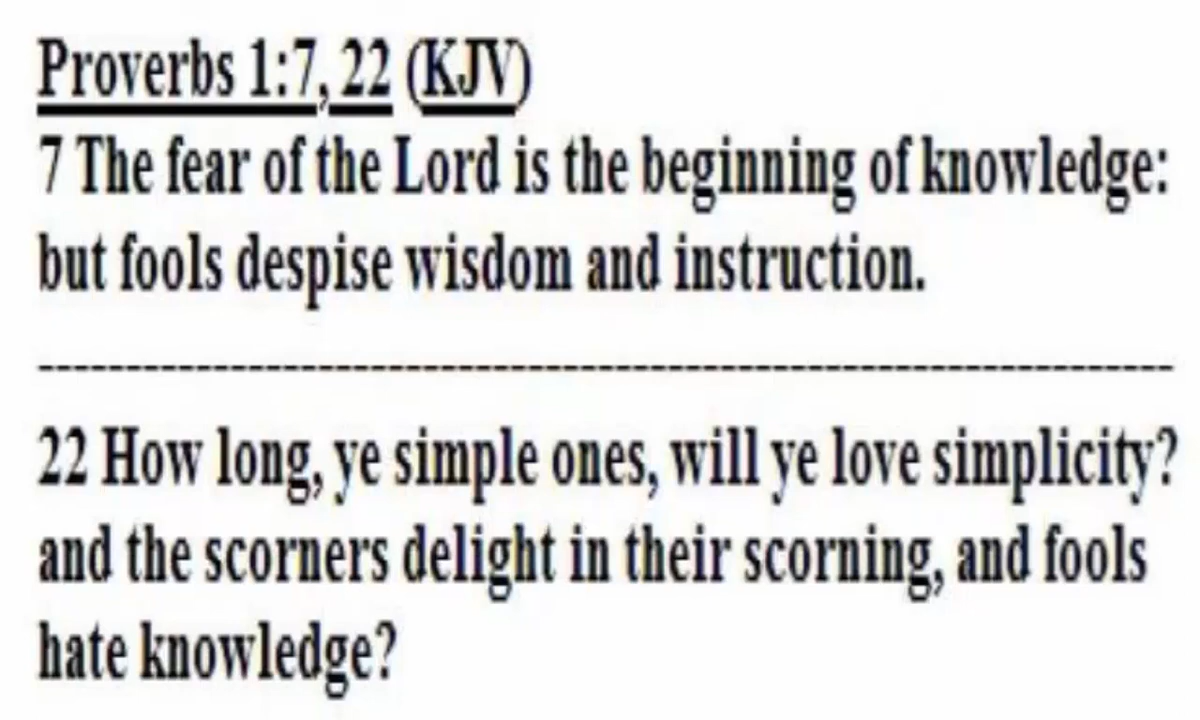 Proverbs 1:7, 22 (KJV)
7 The fear of the Lord is the beginning of knowledge:
but fools despise wisdom and instruction.
--------------------------------------------------------------------------------
22 How long, ye simple ones, will ye love simplicity?
and the scorners delight in their scorning, and fools
hate knowledge?